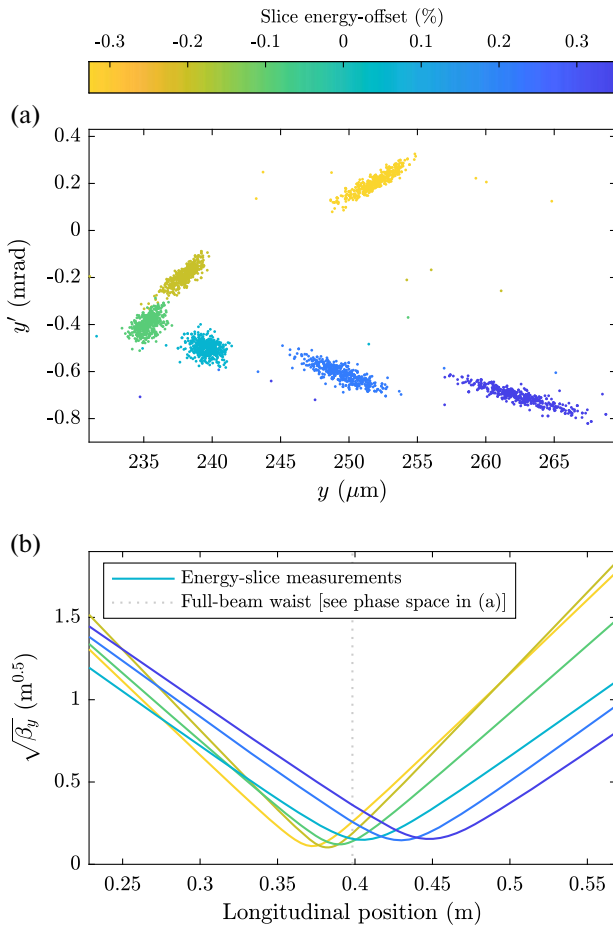 Slice energy-offset (%)
-0.3 -0.2 -0.1 0 0.1 0.2 0.3
(a)
0.4
0.2
0
-0.2
-0.4
-0.6
-0.8
y′ (mrad)
235 240 245 250 255 260 265
y (μm)
(b)
Energy-slice measurements
Full-beam waist [see phase space in (a)]
1.5
1
0.5
0
√β_y (m^0.5)
0.25 0.3 0.35 0.4 0.45 0.5 0.55
Longitudinal position (m)